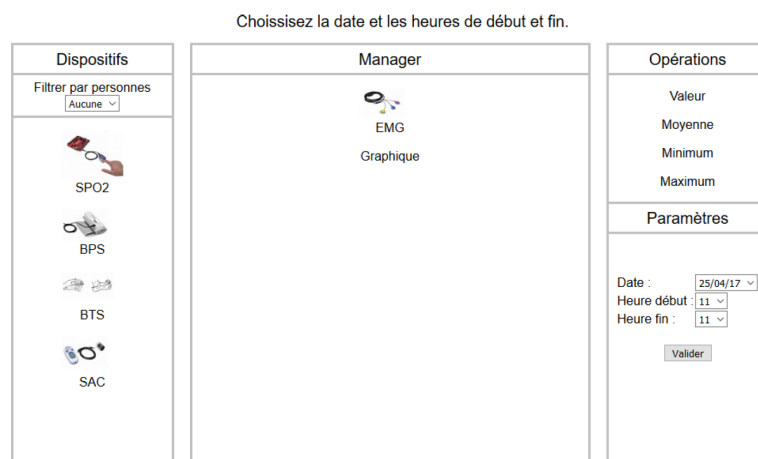 Choissisez la date et les heures de début et fin.
Dispositifs
Filtrer par personnes
Aucune
SPO2
BPS
BTS
SAC
Manager
EMG
Graphique
Opérations
Valeur
Moyenne
Minimum
Maximum
Paramètres
Date : 25/04/17
Heure début : 11
Heure fin : 11
Valider